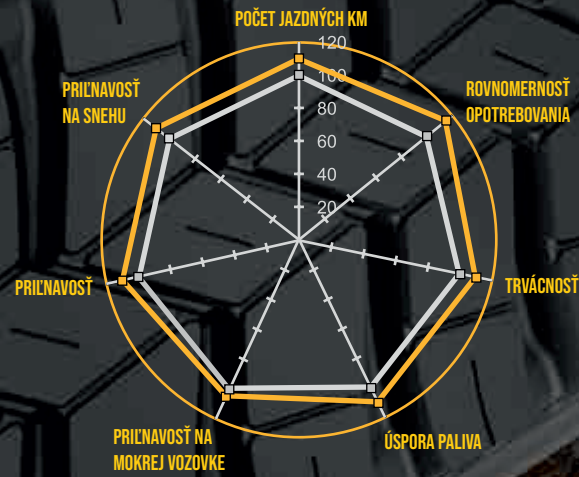 POČET JAZDNÝCH KM
120
100
80
60
40
20
ROVNOMERNOSŤ
OPOTREBOVANIA
TRVÁCNOSŤ
ÚSPORA PALIVA
PRIĽNAVOSŤ NA
MOKREJ VOZOVKE
PRIĽNAVOSŤ
PRIĽNAVOSŤ
NA SNEHU